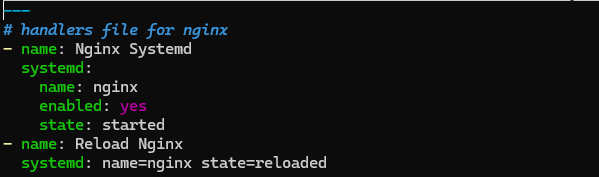 ---
# handlers file for nginx
- name: Nginx Systemd
  systemd:
    name: nginx
    enabled: yes
    state: started
- name: Reload Nginx
  systemd: name=nginx state=reloaded